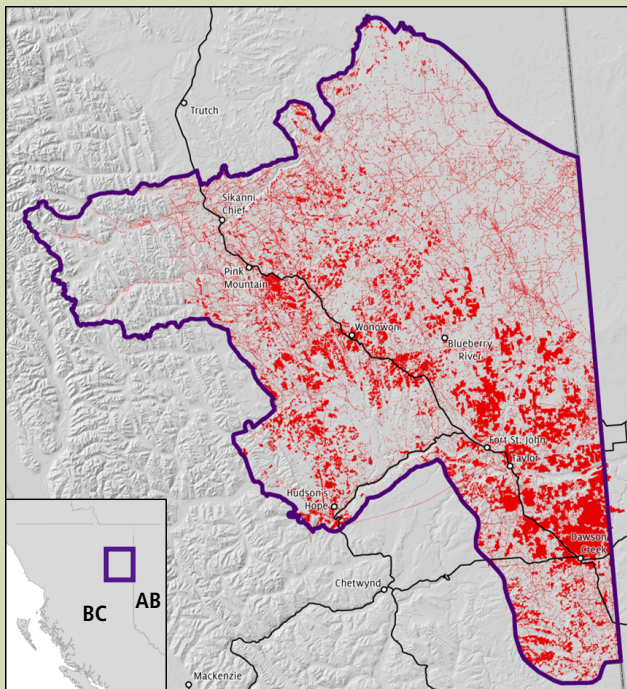 Trutch
Sikanni
Chief
Pink
Mountain
Wonowon
Blueberry
River
Fort St. John
Taylor
Hudson's
Hope
Dawson
Creek
Chetwynd
BC
AB
Mackenzie